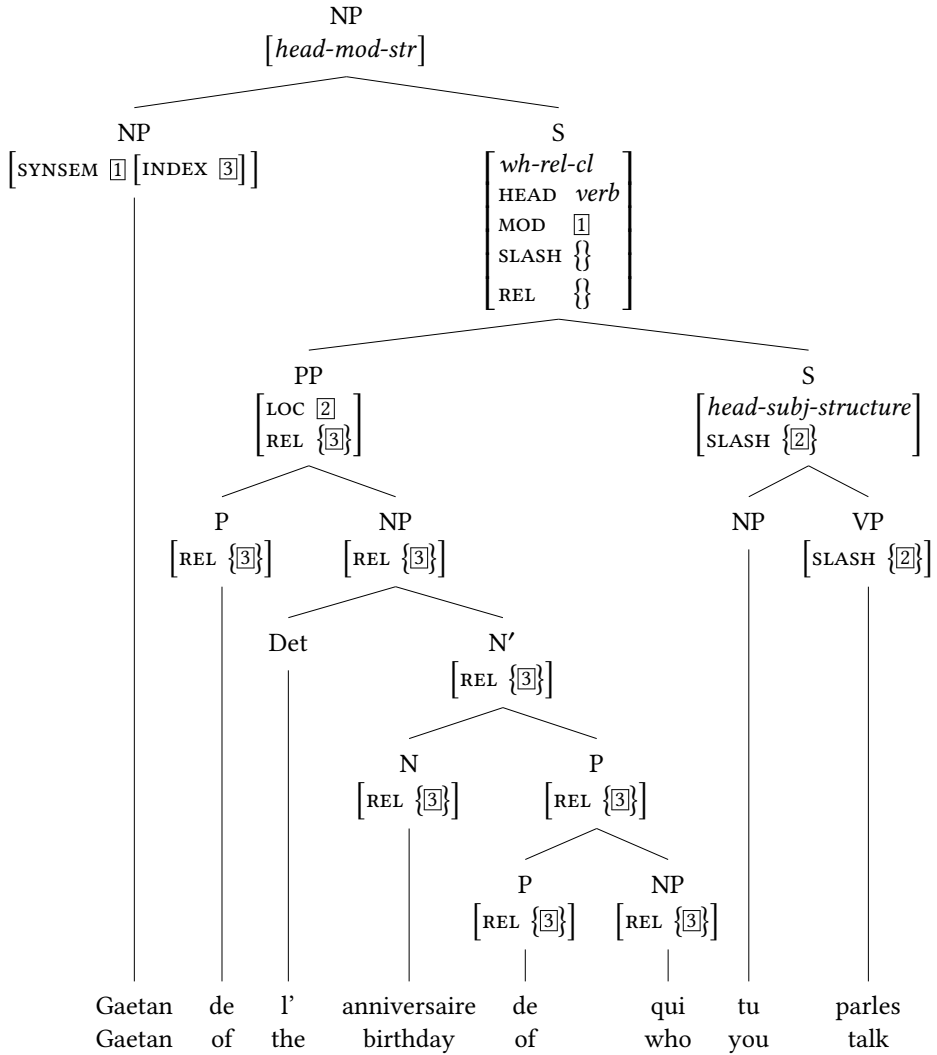 NP
[head-mod-str]
NP S
[SYNSEM 1 [INDEX 3]]
[wh-rel-cl
HEAD verb
MOD 1
SLASH {}
REL {}]
PP S
[LOC 2
REL {3}]
[head-subj-structure
SLASH {2}]
P NP NP VP
[REL {3}] [REL {3}] [SLASH {2}]
Det N′
[REL {3}]
N P
[REL {3}] [REL {3}]
P NP
[REL {3}] [REL {3}]
Gaetan de l' anniversaire de qui tu parles
Gaetan of the birthday of who you talk